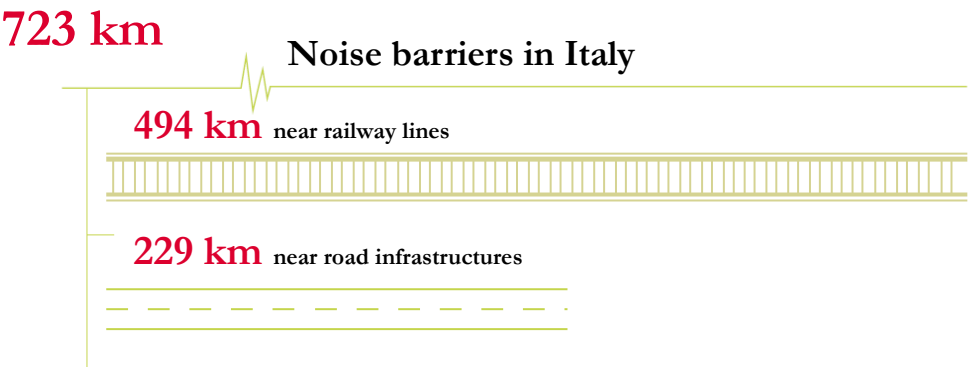 723 km
Noise barriers in Italy
494 km near railway lines
229 km near road infrastructures